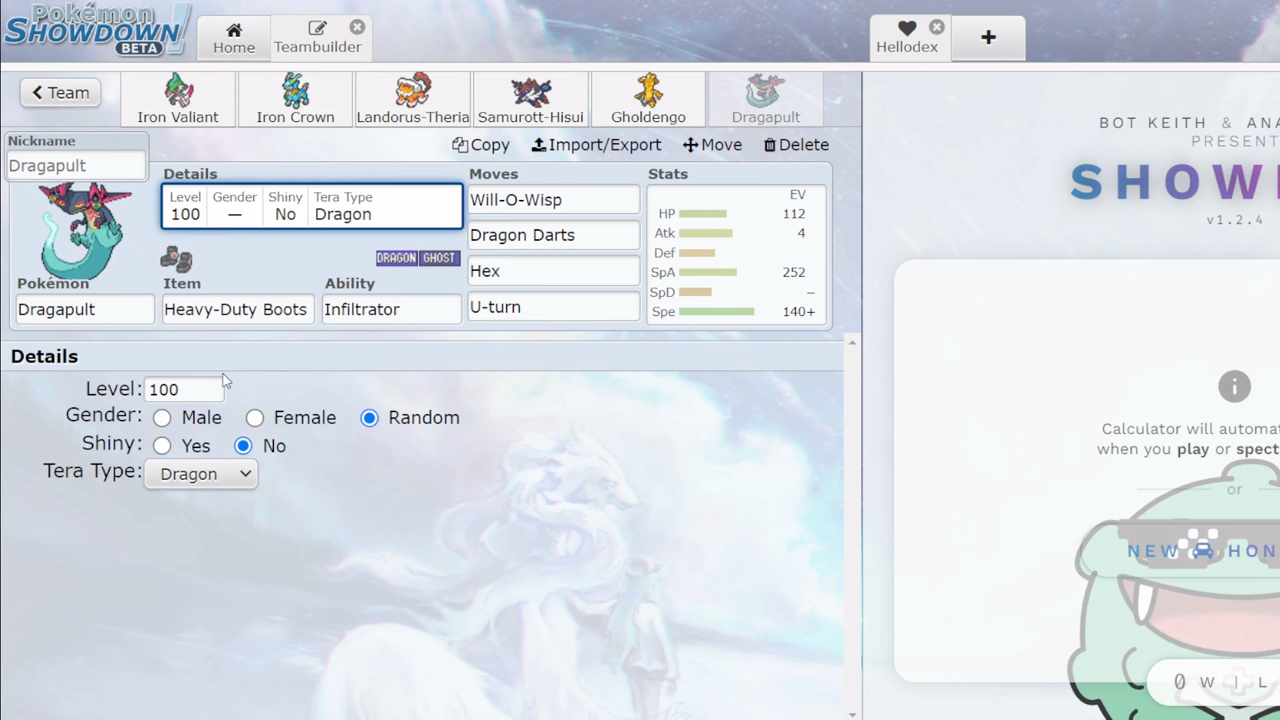 Pokémon
SHOWDOWN!
BETA
Home
Teambuilder
Hellodex
Team
Iron Valiant
Iron Crown
Landorus-Theria
Samurott-Hisui
Gholdengo
Dragapult
Nickname
Dragapult
Copy
Import/Export
Move
Delete
Details
Level
100
Gender
—
Shiny
No
Tera Type
Dragon
DRAGON GHOST
Pokémon
Dragapult
Item
Heavy-Duty Boots
Ability
Infiltrator
Moves
Will-O-Wisp
Dragon Darts
Hex
U-turn
Stats
EV
HP 112
Atk 4
Def
SpA 252
SpD –
Spe 140+
Details
Level: 100
Gender: Male Female Random
Shiny: Yes No
Tera Type: Dragon
BOT KEITH & ANA
PRESENT
SHOW
v1.2.4
Calculator will automa
when you play or spect
or
NEW HON
0 W | L